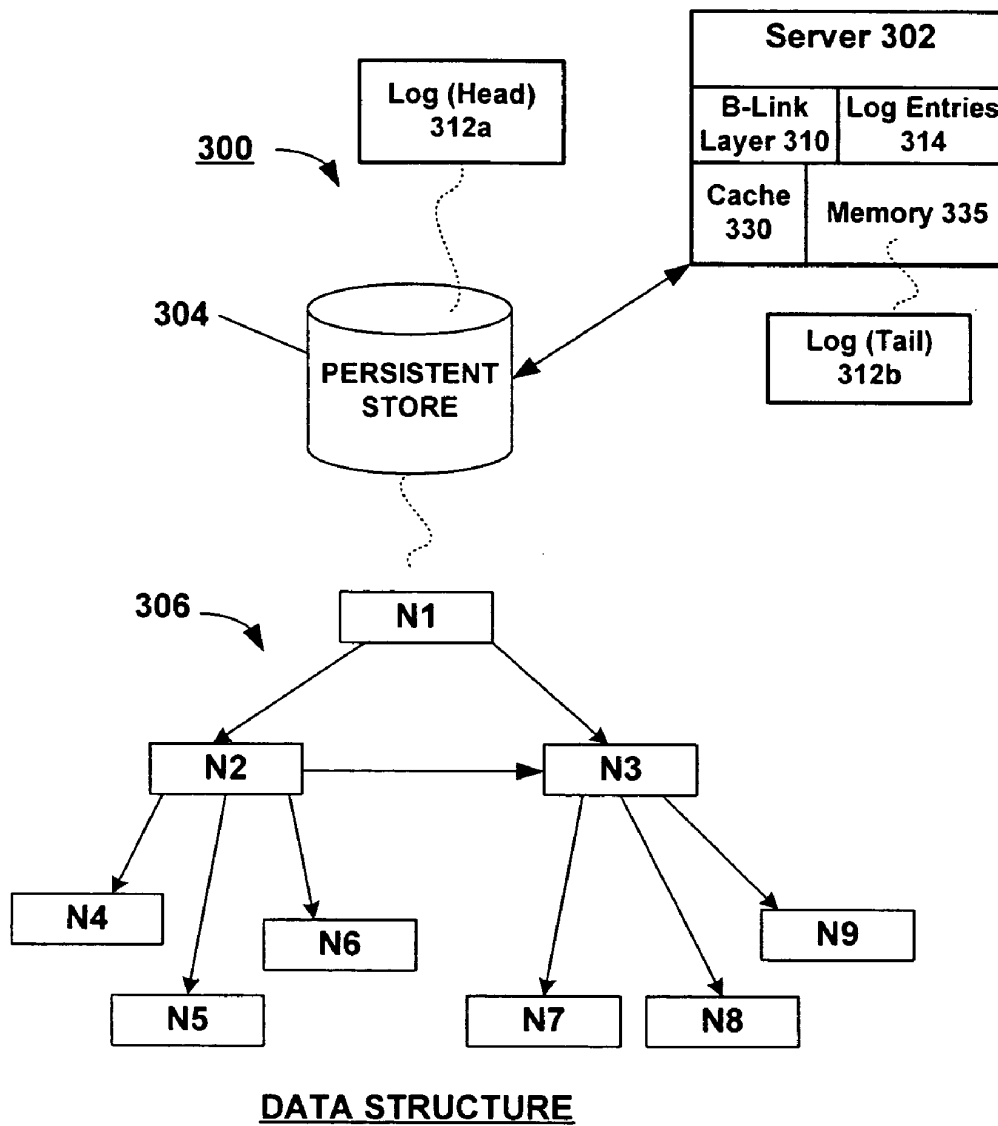 Server 302
Log (Head)
312a
B-Link
Layer 310
Log Entries
314
300
Cache
330
Memory 335
304
PERSISTENT
STORE
Log (Tail)
312b
306
N1
N2
N3
N4
N6
N9
N5
N7
N8
DATA STRUCTURE